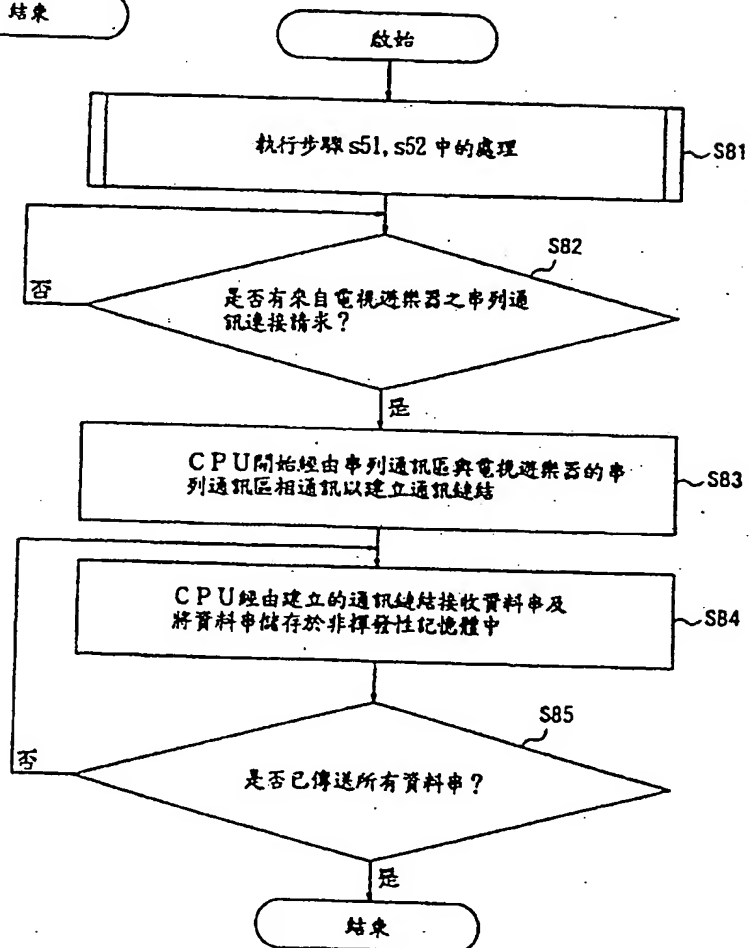 結束
啟始
執行步驟 s51, s52 中的處理
S81
S82
是否有來自電視遊樂器之串列通
訊連接請求？
否
是
CPU開始經由串列通訊區與電視遊樂器的串
列通訊區相通訊以建立通訊鏈結
S83
CPU經由建立的通訊鏈結接收資料串及
將資料串儲存於非揮發性記憶體中
S84
S85
是否已傳送所有資料串？
否
是
結束